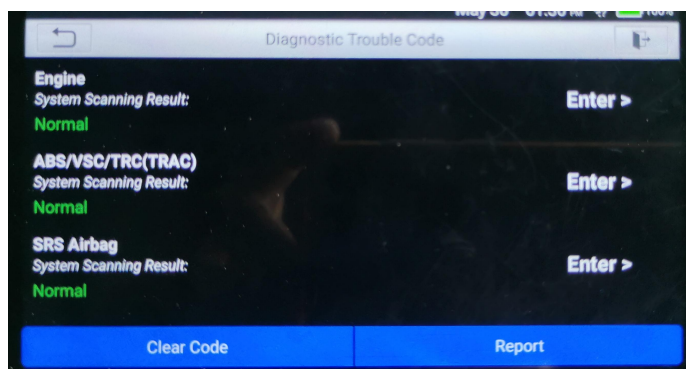 Diagnostic Trouble Code
Engine
System Scanning Result:
Enter >
Normal
ABS/VSC/TRC(TRAC)
System Scanning Result:
Enter >
Normal
SRS Airbag
System Scanning Result:
Enter >
Normal
Clear Code
Report